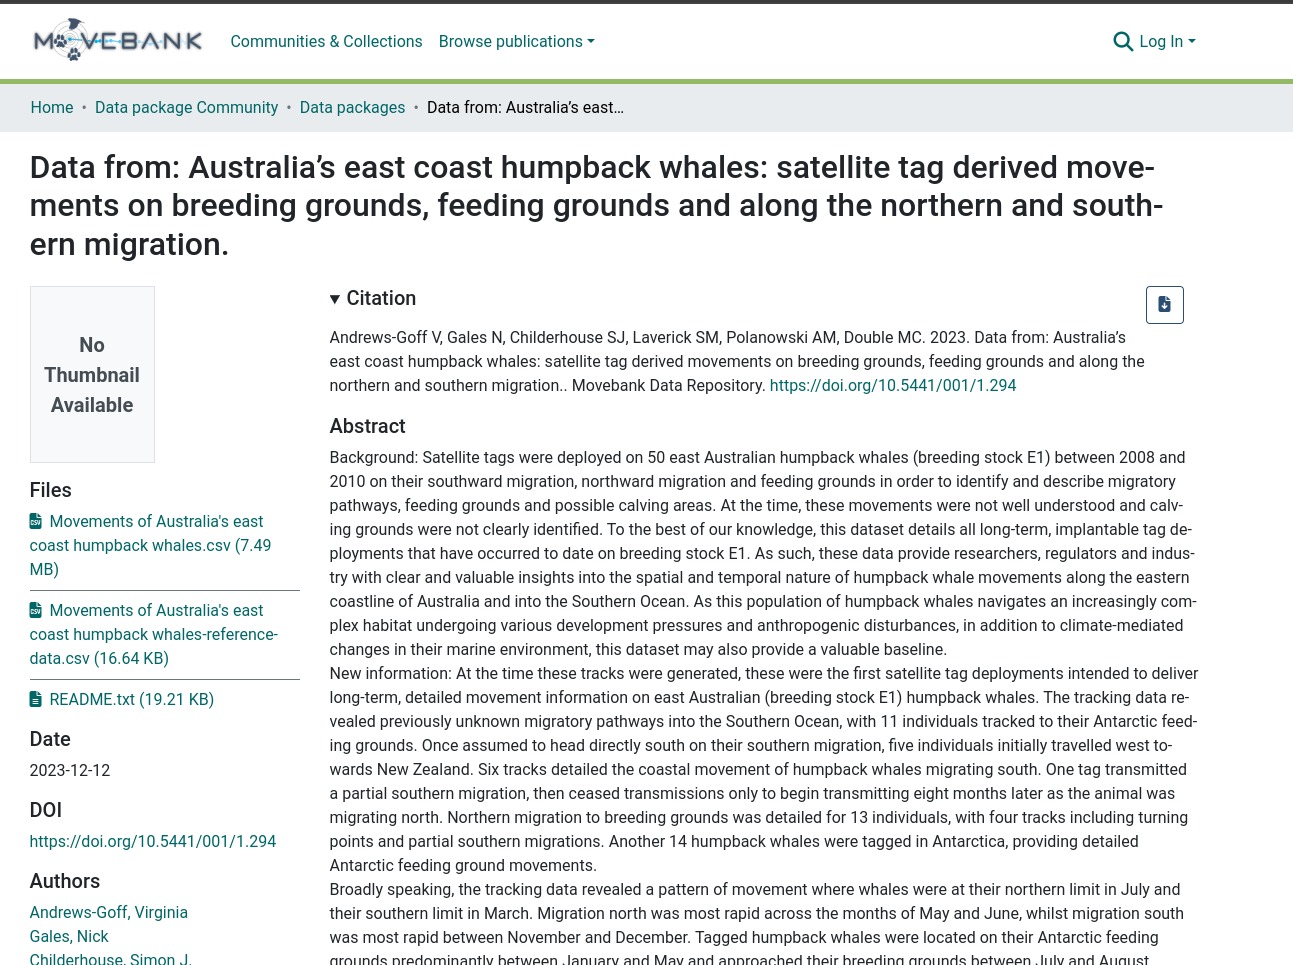 MOVEBANK
Communities & Collections
Browse publications
Log In
Home • Data package Community • Data packages • Data from: Australia’s east...
Data from: Australia’s east coast humpback whales: satellite tag derived move-
ments on breeding grounds, feeding grounds and along the northern and south-
ern migration.
No
Thumbnail
Available
Files
Movements of Australia's east
coast humpback whales.csv (7.49
MB)
Movements of Australia's east
coast humpback whales-reference-
data.csv (16.64 KB)
README.txt (19.21 KB)
Date
2023-12-12
DOI
https://doi.org/10.5441/001/1.294
Authors
Andrews-Goff, Virginia
Gales, Nick
Childerhouse, Simon J.
Citation
Andrews-Goff V, Gales N, Childerhouse SJ, Laverick SM, Polanowski AM, Double MC. 2023. Data from: Australia’s
east coast humpback whales: satellite tag derived movements on breeding grounds, feeding grounds and along the
northern and southern migration.. Movebank Data Repository. https://doi.org/10.5441/001/1.294
Abstract
Background: Satellite tags were deployed on 50 east Australian humpback whales (breeding stock E1) between 2008 and
2010 on their southward migration, northward migration and feeding grounds in order to identify and describe migratory
pathways, feeding grounds and possible calving areas. At the time, these movements were not well understood and calv-
ing grounds were not clearly identified. To the best of our knowledge, this dataset details all long-term, implantable tag de-
ployments that have occurred to date on breeding stock E1. As such, these data provide researchers, regulators and indus-
try with clear and valuable insights into the spatial and temporal nature of humpback whale movements along the eastern
coastline of Australia and into the Southern Ocean. As this population of humpback whales navigates an increasingly com-
plex habitat undergoing various development pressures and anthropogenic disturbances, in addition to climate-mediated
changes in their marine environment, this dataset may also provide a valuable baseline.
New information: At the time these tracks were generated, these were the first satellite tag deployments intended to deliver
long-term, detailed movement information on east Australian (breeding stock E1) humpback whales. The tracking data re-
vealed previously unknown migratory pathways into the Southern Ocean, with 11 individuals tracked to their Antarctic feed-
ing grounds. Once assumed to head directly south on their southern migration, five individuals initially travelled west to-
wards New Zealand. Six tracks detailed the coastal movement of humpback whales migrating south. One tag transmitted
a partial southern migration, then ceased transmissions only to begin transmitting eight months later as the animal was
migrating north. Northern migration to breeding grounds was detailed for 13 individuals, with four tracks including turning
points and partial southern migrations. Another 14 humpback whales were tagged in Antarctica, providing detailed
Antarctic feeding ground movements.
Broadly speaking, the tracking data revealed a pattern of movement where whales were at their northern limit in July and
their southern limit in March. Migration north was most rapid across the months of May and June, whilst migration south
was most rapid between November and December. Tagged humpback whales were located on their Antarctic feeding
grounds predominantly between January and May and approached their breeding grounds between July and August.